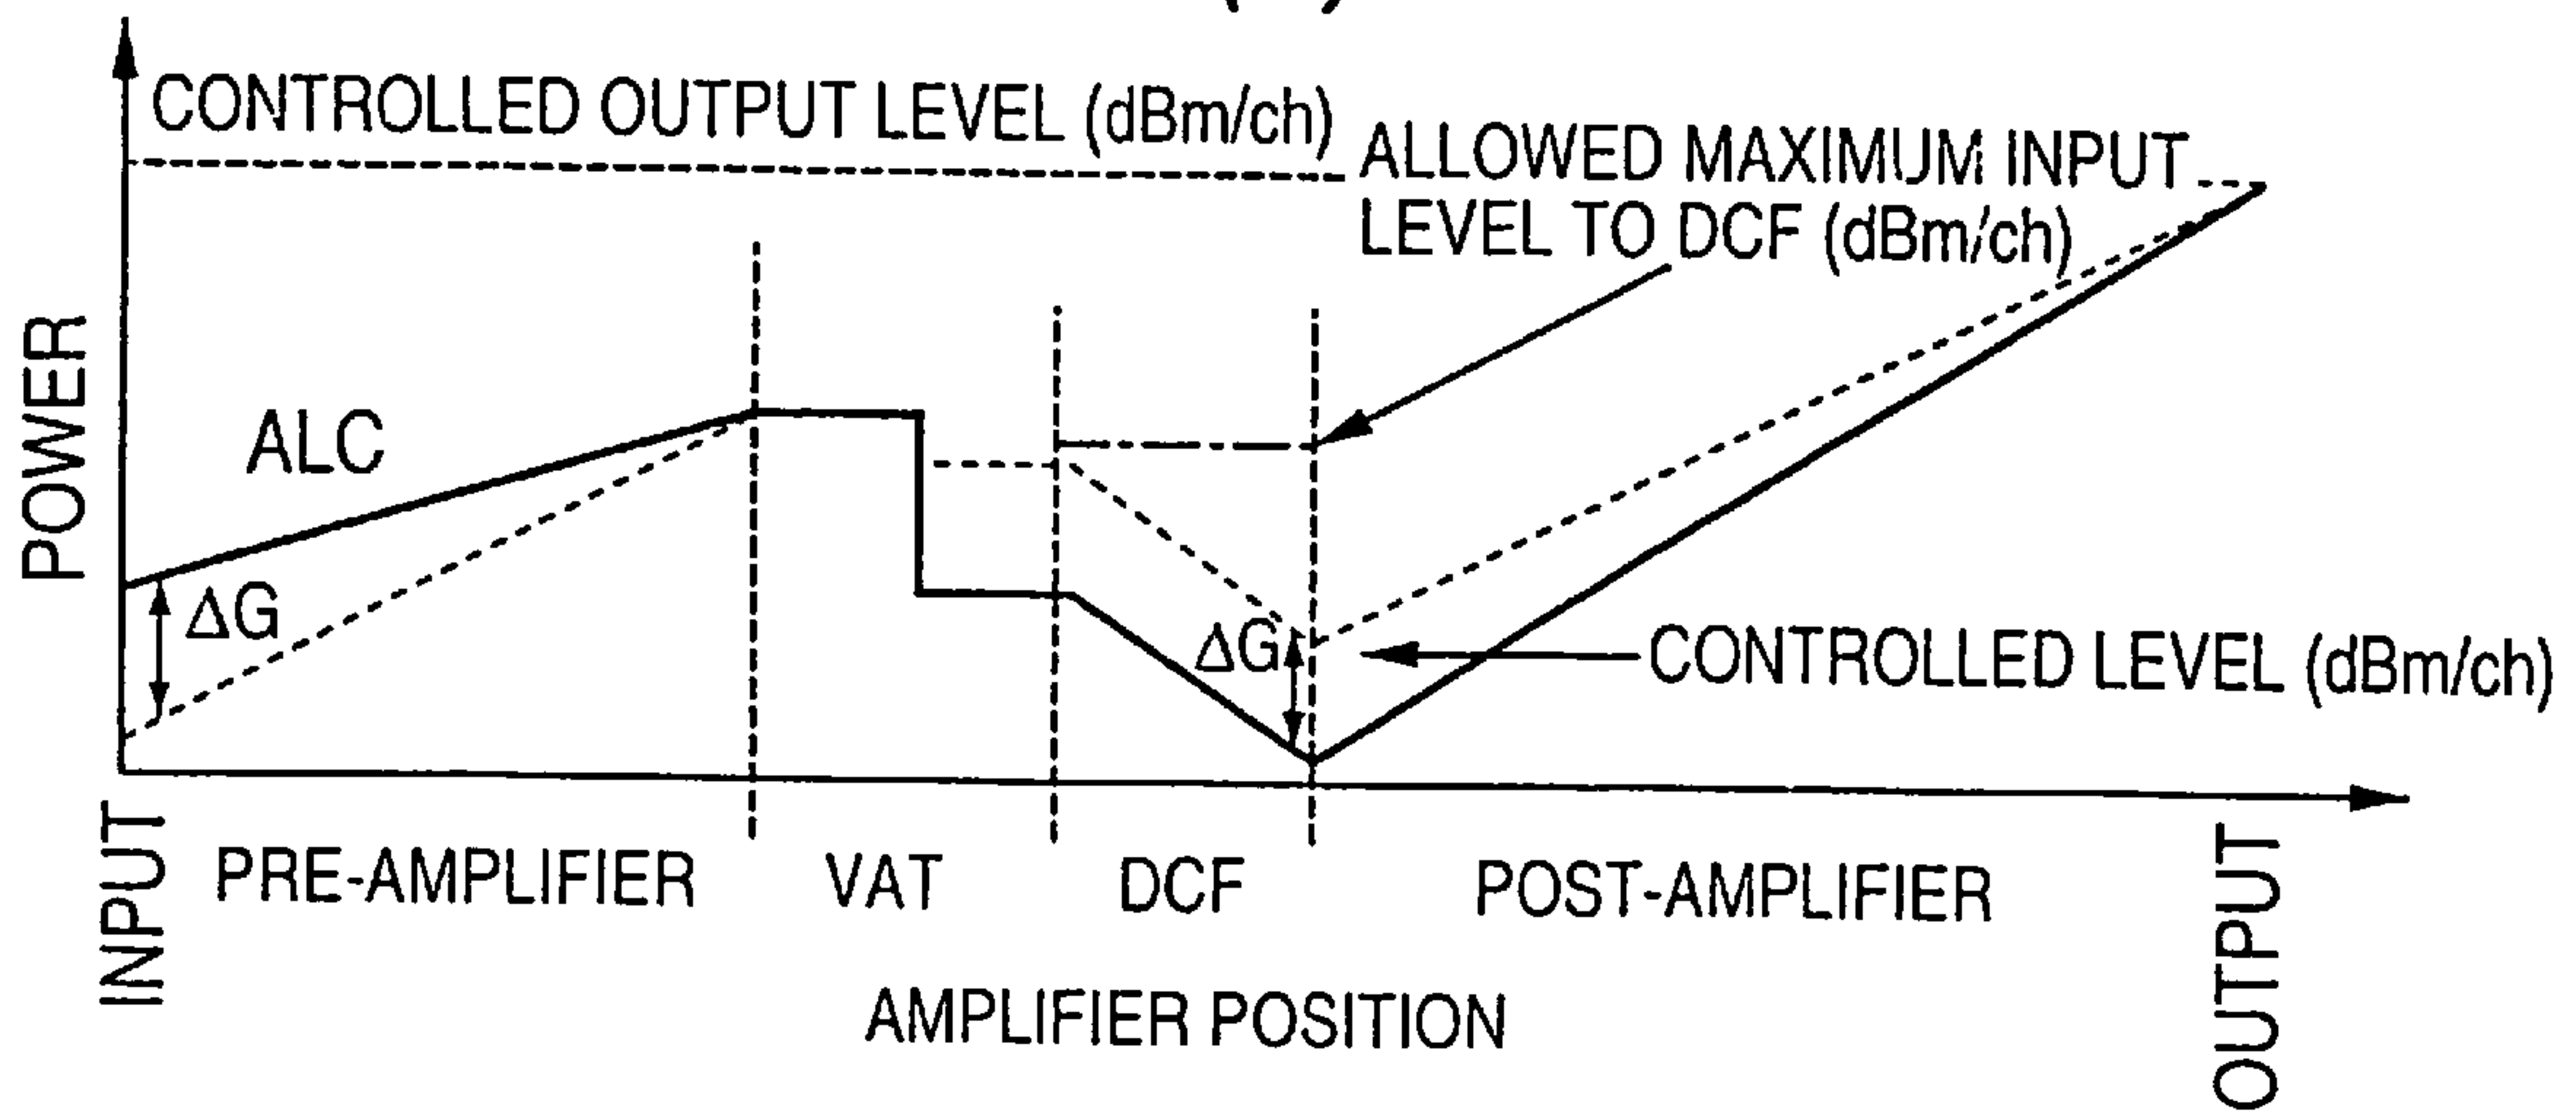 CONTROLLED OUTPUT LEVEL (dBm/ch)
ALLOWED MAXIMUM INPUT
LEVEL TO DCF (dBm/ch)
POWER
ALC
ΔG
ΔG
CONTROLLED LEVEL (dBm/ch)
INPUT
PRE-AMPLIFIER
VAT
DCF
POST-AMPLIFIER
OUTPUT
AMPLIFIER POSITION